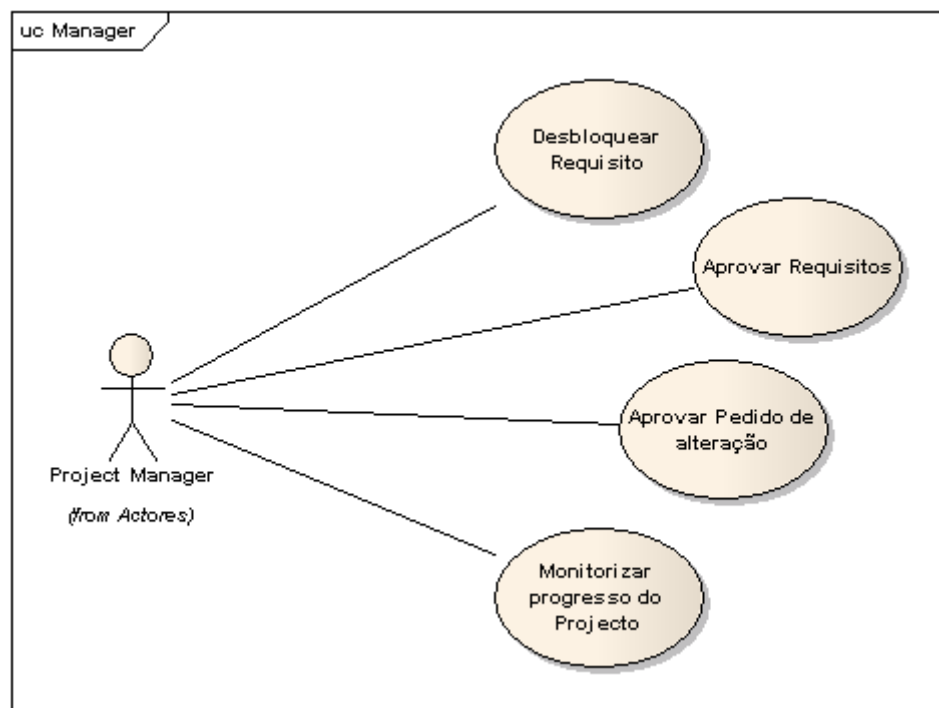 uc Manager
Desbloquear
Requisito
Aprovar Requisitos
Aprovar Pedido de
alteração
Project Manager
(from Actores)
Monitorizar
progresso do
Projecto